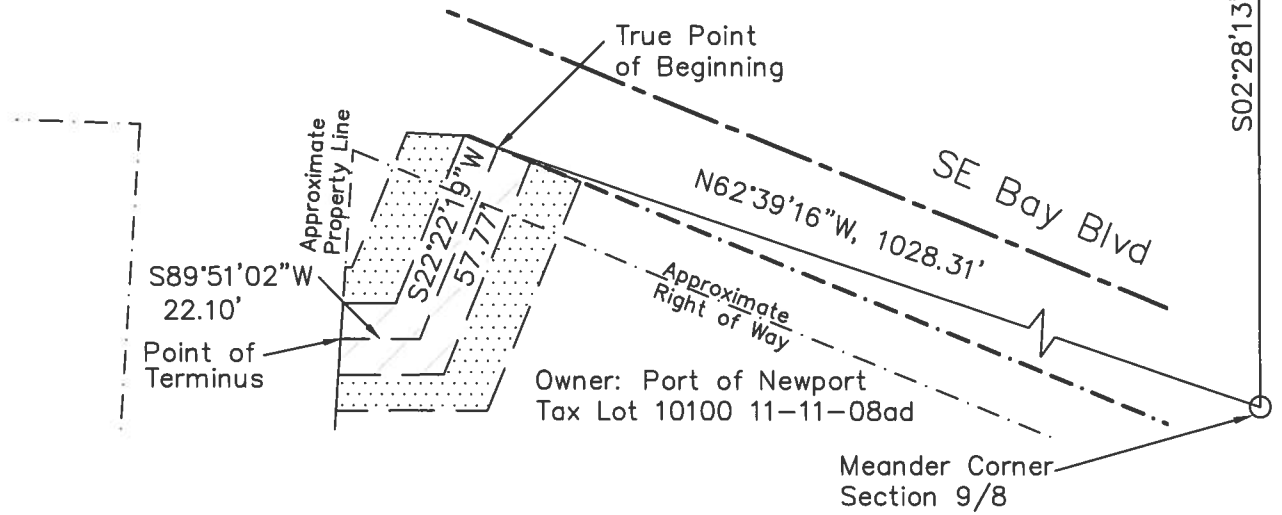 True Point
of Beginning
S02°28'13
SE Bay Blvd
N62°39'16"W, 1028.31'
Approximate
Property Line
S22°22'19"W
57.771
S89°51'02"W
22.10'
Approximate
Right of Way
Point of
Terminus
Owner: Port of Newport
Tax Lot 10100 11-11-08ad
Meander Corner
Section 9/8